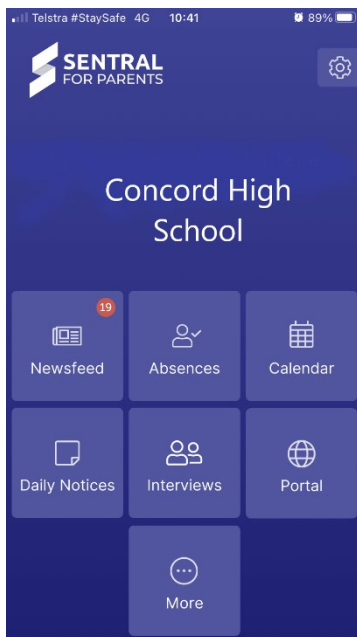 Telstra #StaySafe 4G 10:41 89%
SENTRAL
FOR PARENTS
Concord High
School
19
Newsfeed Absences Calendar
Daily Notices Interviews Portal
More